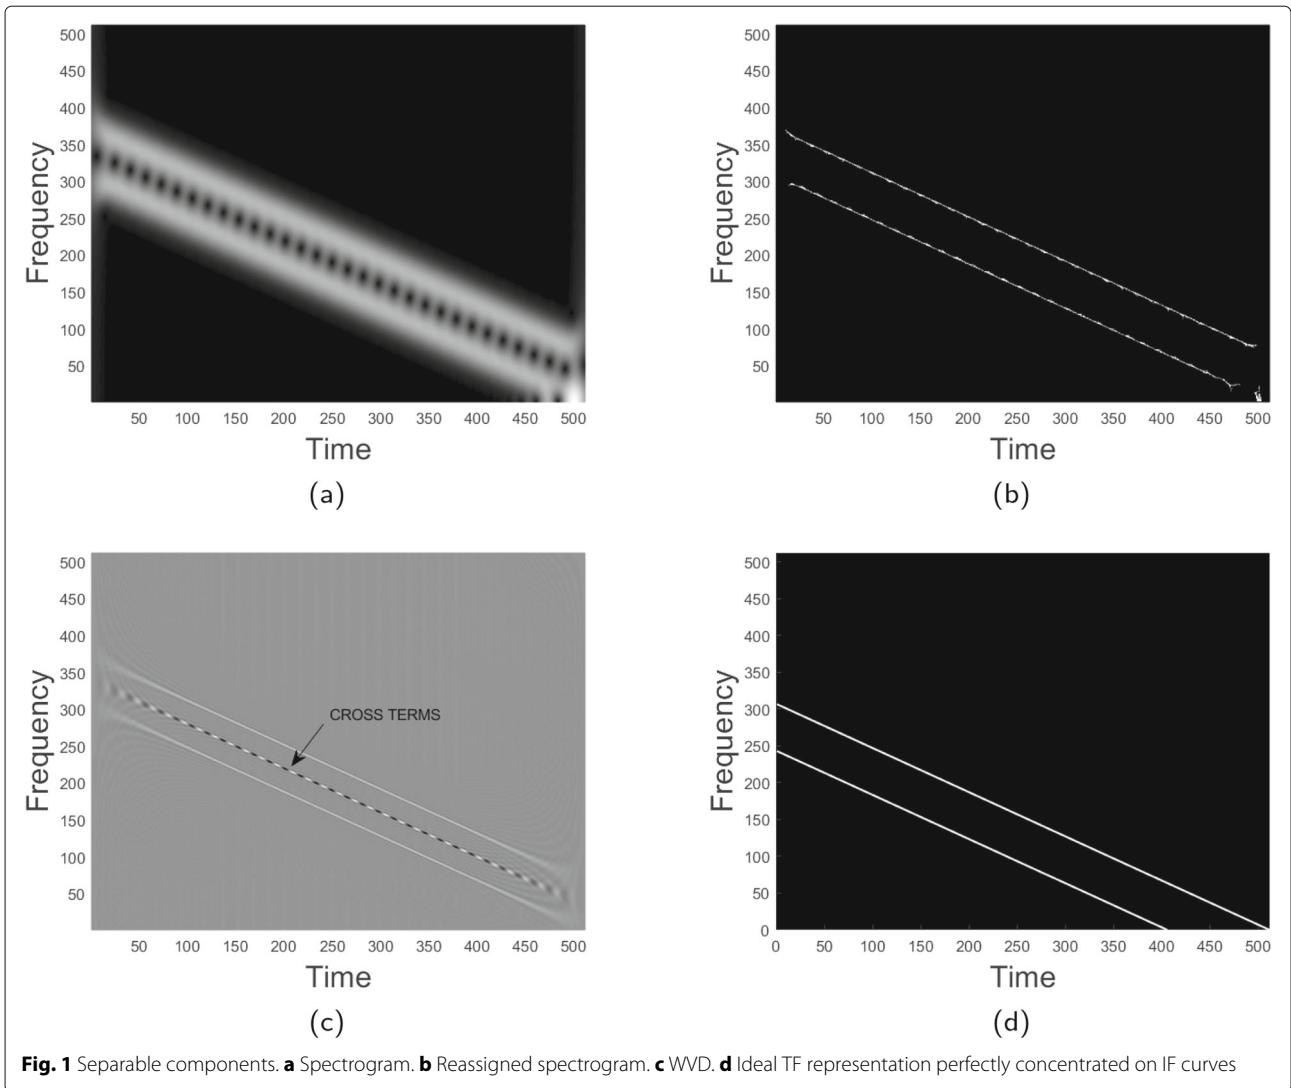 500
450
400
350
300
250
200
150
100
50
Frequency
50 100 150 200 250 300 350 400 450 500
Time
(a)
500
450
400
350
300
250
200
150
100
50
Frequency
50 100 150 200 250 300 350 400 450 500
Time
(b)
500
450
400
350
300
250
200
150
100
50
Frequency
CROSS TERMS
50 100 150 200 250 300 350 400 450 500
Time
(c)
500
450
400
350
300
250
200
150
100
50
0
Frequency
0 50 100 150 200 250 300 350 400 450 500
Time
(d)
Fig. 1 Separable components. a Spectrogram. b Reassigned spectrogram. c WVD. d Ideal TF representation perfectly concentrated on IF curves